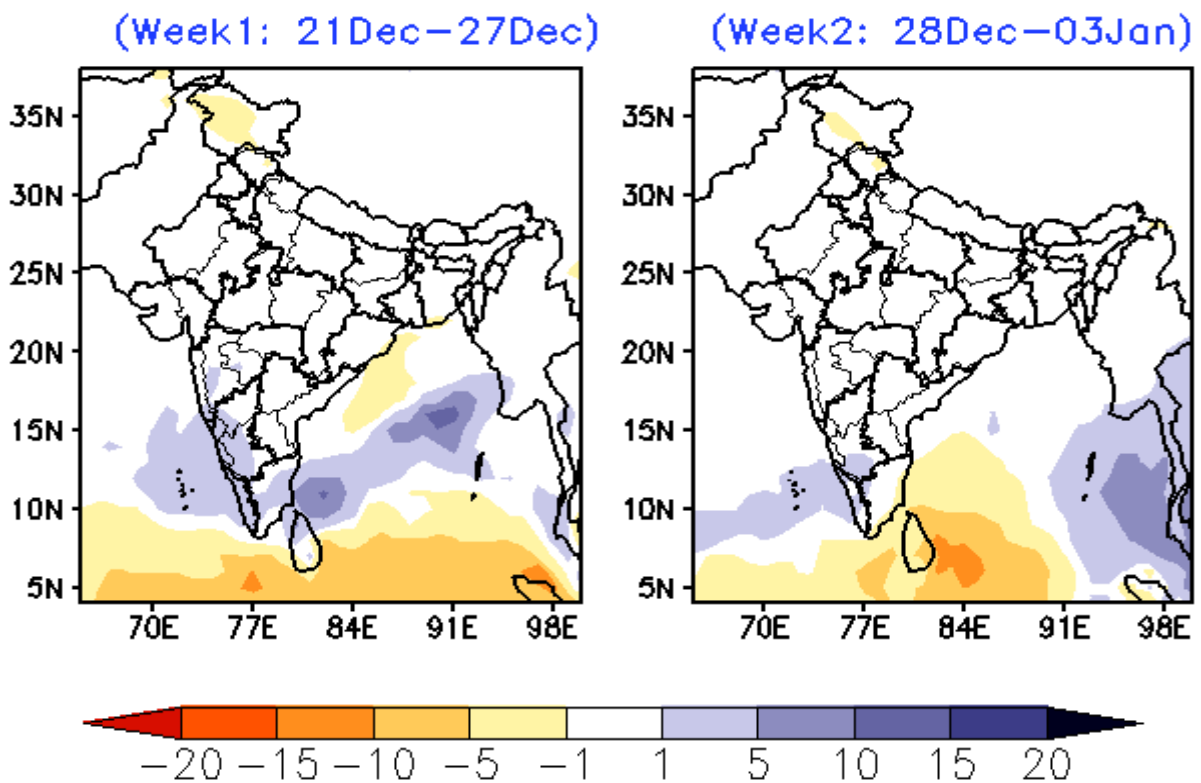 (Week1: 21Dec−27Dec) (Week2: 28Dec−03Jan)
35N 35N
30N 30N
25N 25N
20N 20N
15N 15N
10N 10N
5N 5N
70E 77E 84E 91E 98E 70E 77E 84E 91E 98E
−20 −15 −10 −5 −1 1 5 10 15 20